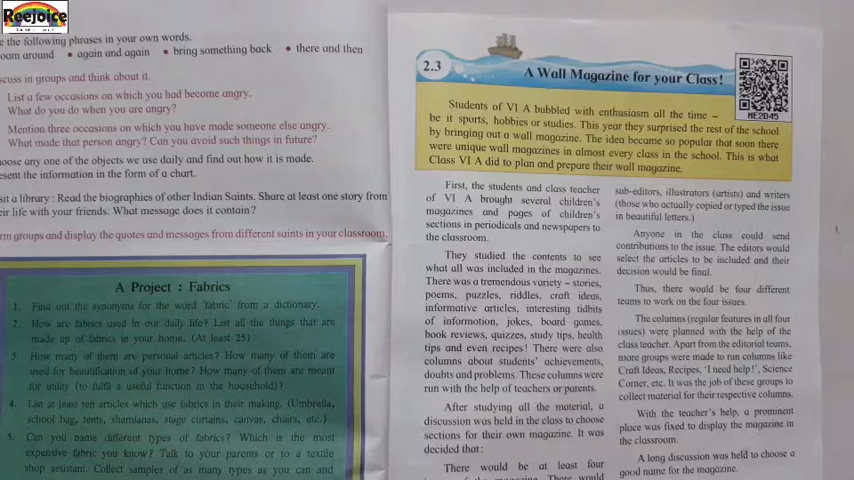 Reejoice
e the following phrases in your own words.
oam around • again and again • bring something back • there and then
scuss in groups and think about it.
List a few occasions on which you had become angry.
What do you do when you are angry?
Mention three occasions on which you have made someone else angry.
What made that person angry? Can you avoid such things in future?
oose any one of the objects we use daily and find out how it is made.
esent the information in the form of a chart.
sit a library : Read the biographies of other Indian Saints. Share at least one story from
eir life with your friends. What message does it contain?
rm groups and display the quotes and messages from different saints in your classroom.
A Project : Fabrics
1. Find out the synonyms for the word 'fabric' from a dictionary.
2. How are fabrics used in our daily life? List all the things that are
made up of fabrics in your home. (At least 25)
3. How many of them are personal articles? How many of them are
used for beautification of your home? How many of them are meant
for unity (to fulfil a useful function in the household)?
4. List at least ten articles which use fabrics in their making. (Umbrella,
school bag, tents, shamianas, stage curtains, canvas, chairs, etc.)
5. Can you name different types of fabrics? Which is the most
expensive fabric you know? Talk to your parents or to a textile
shop assistant. Collect samples of as many types as you can and
2.3
A Wall Magazine for your Class!
HE2D45
Students of VI A bubbled with enthusiasm all the time –
be it sports, hobbies or studies. This year they surprised the rest of the school
by bringing out a wall magazine. The idea became so popular that soon there
were unique wall magazines in almost every class in the school. This is what
Class VI A did to plan and prepare their wall magazine.
First, the students and class teacher
of VI A brought several children's
magazines and pages of children's
sections in periodicals and newspapers to
the classroom.
They studied the contents to see
what all was included in the magazines.
There was a tremendous variety – stories,
poems, puzzles, riddles, craft ideas,
informative articles, interesting tidbits
of information, jokes, board games,
book reviews, quizzes, study tips, health
tips and even recipes! There were also
columns about students' achievements,
doubts and problems. These columns were
run with the help of teachers or parents.
After studying all the material, a
discussion was held in the class to choose
sections for their own magazine. It was
decided that :
There would be at least four
There would
sub-editors, illustrators (artists) and writers
(those who actually copied or typed the issue
in beautiful letters.)
Anyone in the class could send
contributions to the issue. The editors would
select the articles to be included and their
decision would be final.
Thus, there would be four different
teams to work on the four issues.
The columns (regular features in all four
issues) were planned with the help of the
class teacher. Apart from the editorial teams,
more groups were made to run columns like
Craft Ideas, Recipes, 'I need help!', Science
Corner, etc. It was the job of these groups to
collect material for their respective columns.
With the teacher's help, a prominent
place was fixed to display the magazine in
the classroom.
A long discussion was held to choose a
good name for the magazine.